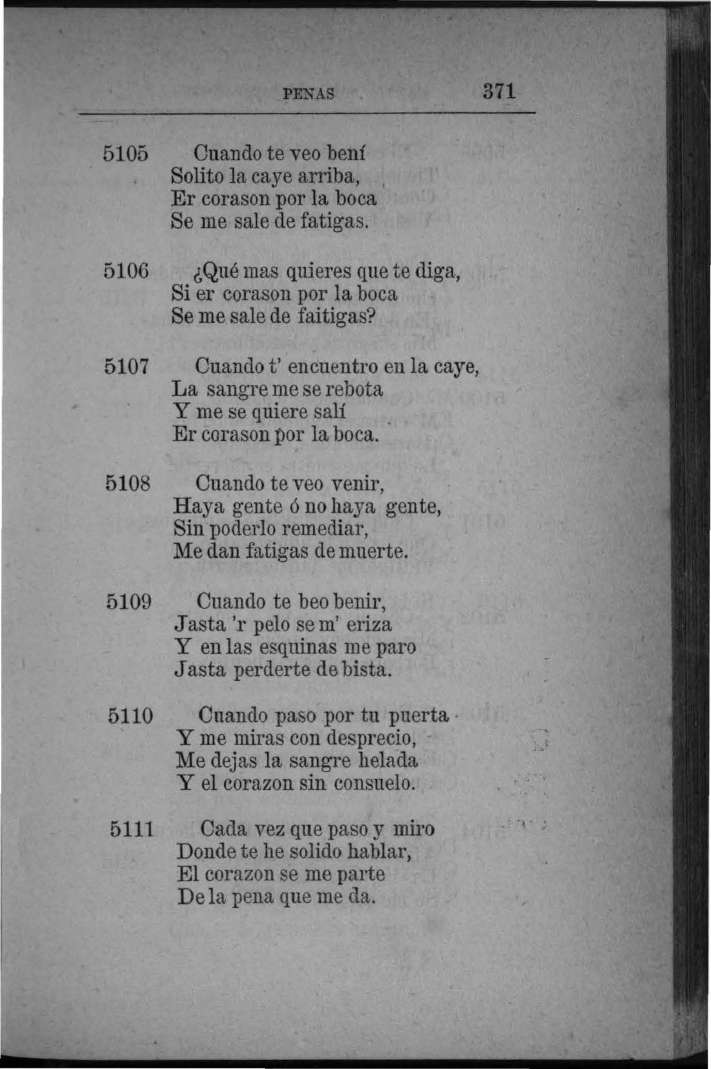 PENAS 371
5105 Cuando te veo bení
Solito la caye arriba,
Er corason por la boca
Se me sale de fatigas.
5106 ¿Qué mas quieres que te diga,
Si er corason por la boca
Se me sale de faitigas?
5107 Cuando t' encuentro en la caye,
La sangre me se rebota
Y me se quiere salí
Er corason por la boca.
5108 Cuando te veo venir,
Haya gente ó no haya gente,
Sin poderlo remediar,
Me dan fatigas de muerte.
5109 Cuando te beo benir,
Jasta 'r pelo se m' eriza
Y en las esquinas me paro
Jasta perderte de bista.
5110 Cuando paso por tu puerta
Y me miras con desprecio,
Me dejas la sangre helada
Y el corazon sin consuelo.
5111 Cada vez que paso y miro
Donde te he solido hablar,
El corazon se me parte
De la pena que me da.